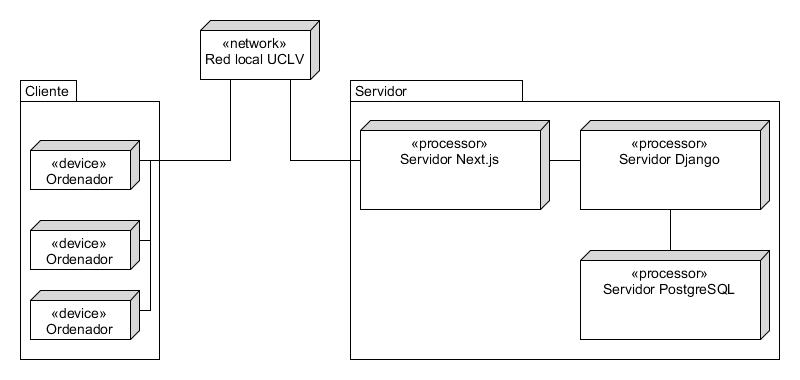 «network»
Red local UCLV
Cliente
«device»
Ordenador
«device»
Ordenador
«device»
Ordenador
Servidor
«processor»
Servidor Next.js
«processor»
Servidor Django
«processor»
Servidor PostgreSQL